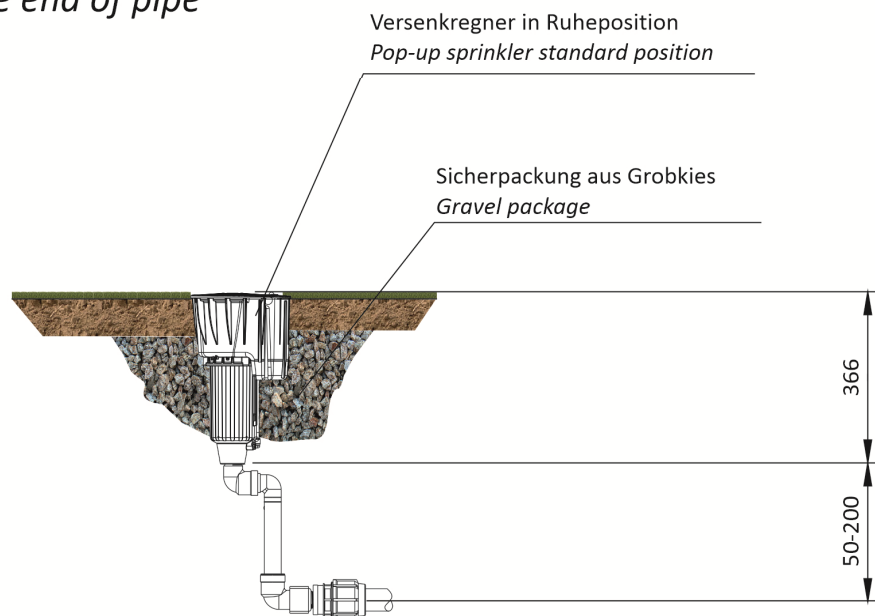 end of pipe
Versenkregner in Ruheposition
Pop-up sprinkler standard position
Sicherpackung aus Grobkies
Gravel package
366
50-200